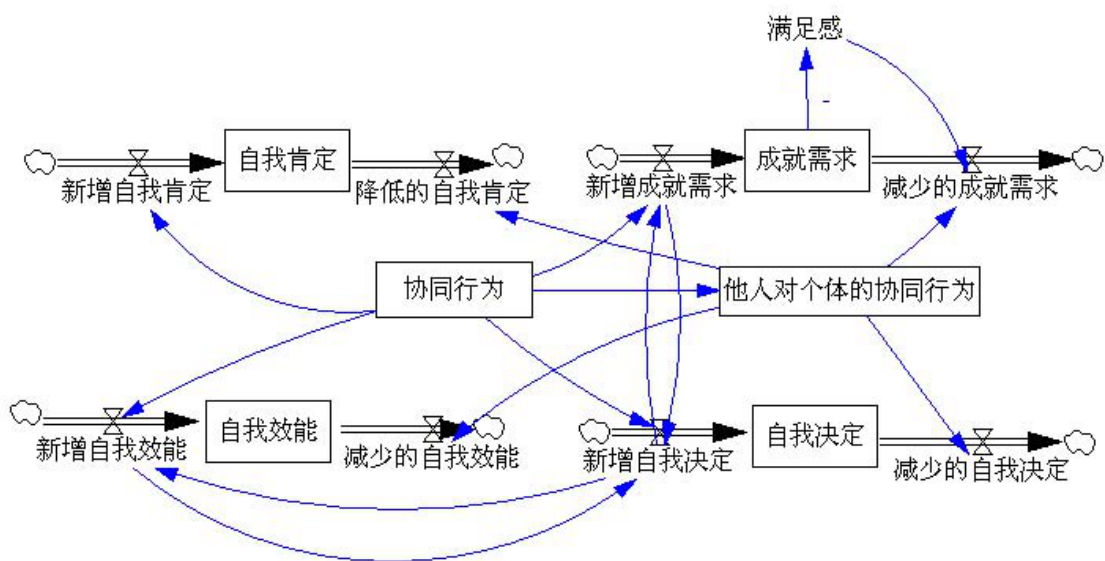 满足感
自我肯定
成就需求
新增自我肯定
降低的自我肯定
新增成就需求
减少的成就需求
协同行为
他人对个体的协同行为
自我效能
自我决定
新增自我效能
减少的自我效能
新增自我决定
减少的自我决定